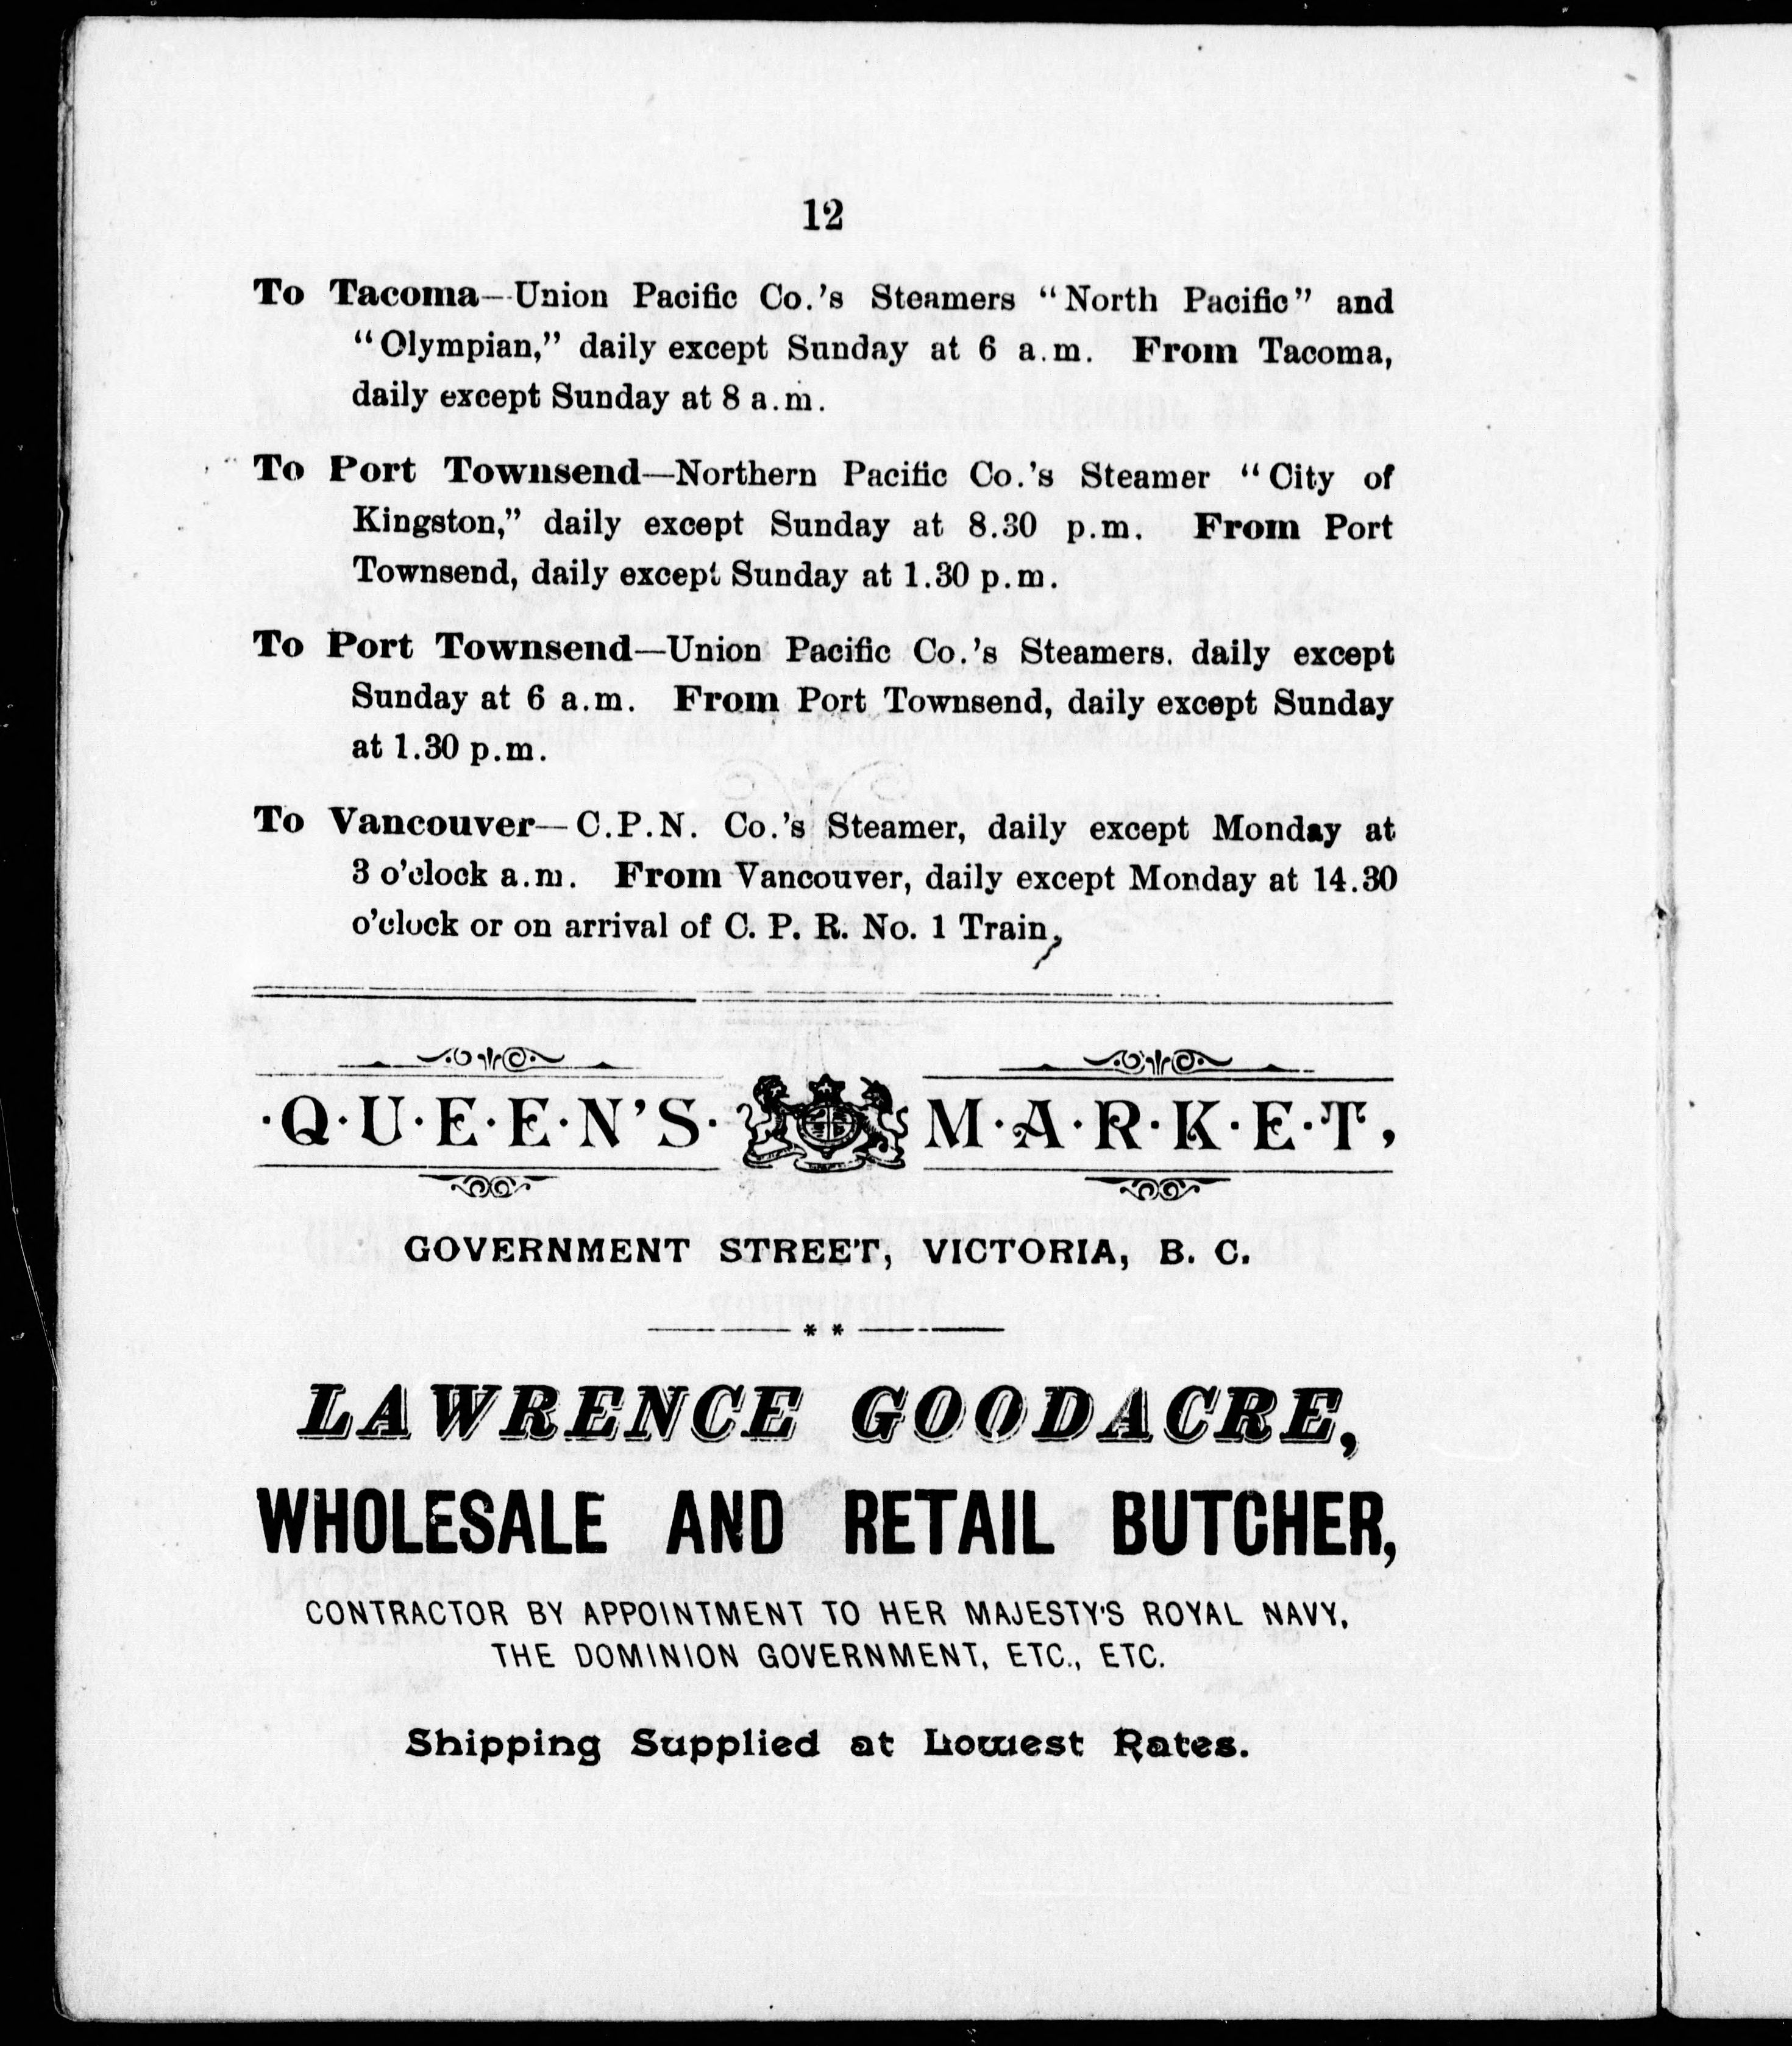 12
To Tacoma—Union Pacific Co.'s Steamers "North Pacific" and
"Olympian," daily except Sunday at 6 a.m. From Tacoma,
daily except Sunday at 8 a.m.
To Port Townsend—Northern Pacific Co.'s Steamer "City of
Kingston," daily except Sunday at 8.30 p.m. From Port
Townsend, daily except Sunday at 1.30 p.m.
To Port Townsend—Union Pacific Co.'s Steamers. daily except
Sunday at 6 a.m. From Port Townsend, daily except Sunday
at 1.30 p.m.
To Vancouver—C.P.N. Co.'s Steamer, daily except Monday at
3 o'clock a.m. From Vancouver, daily except Monday at 14.30
o'clock or on arrival of C. P. R. No. 1 Train,
·Q·U·E·E·N'S· M·A·R·K·E·T,
GOVERNMENT STREET, VICTORIA, B. C.
* *
LAWRENCE GOODACRE,
WHOLESALE AND RETAIL BUTCHER,
CONTRACTOR BY APPOINTMENT TO HER MAJESTY'S ROYAL NAVY,
THE DOMINION GOVERNMENT, ETC., ETC.
Shipping Supplied at Lowest Rates.